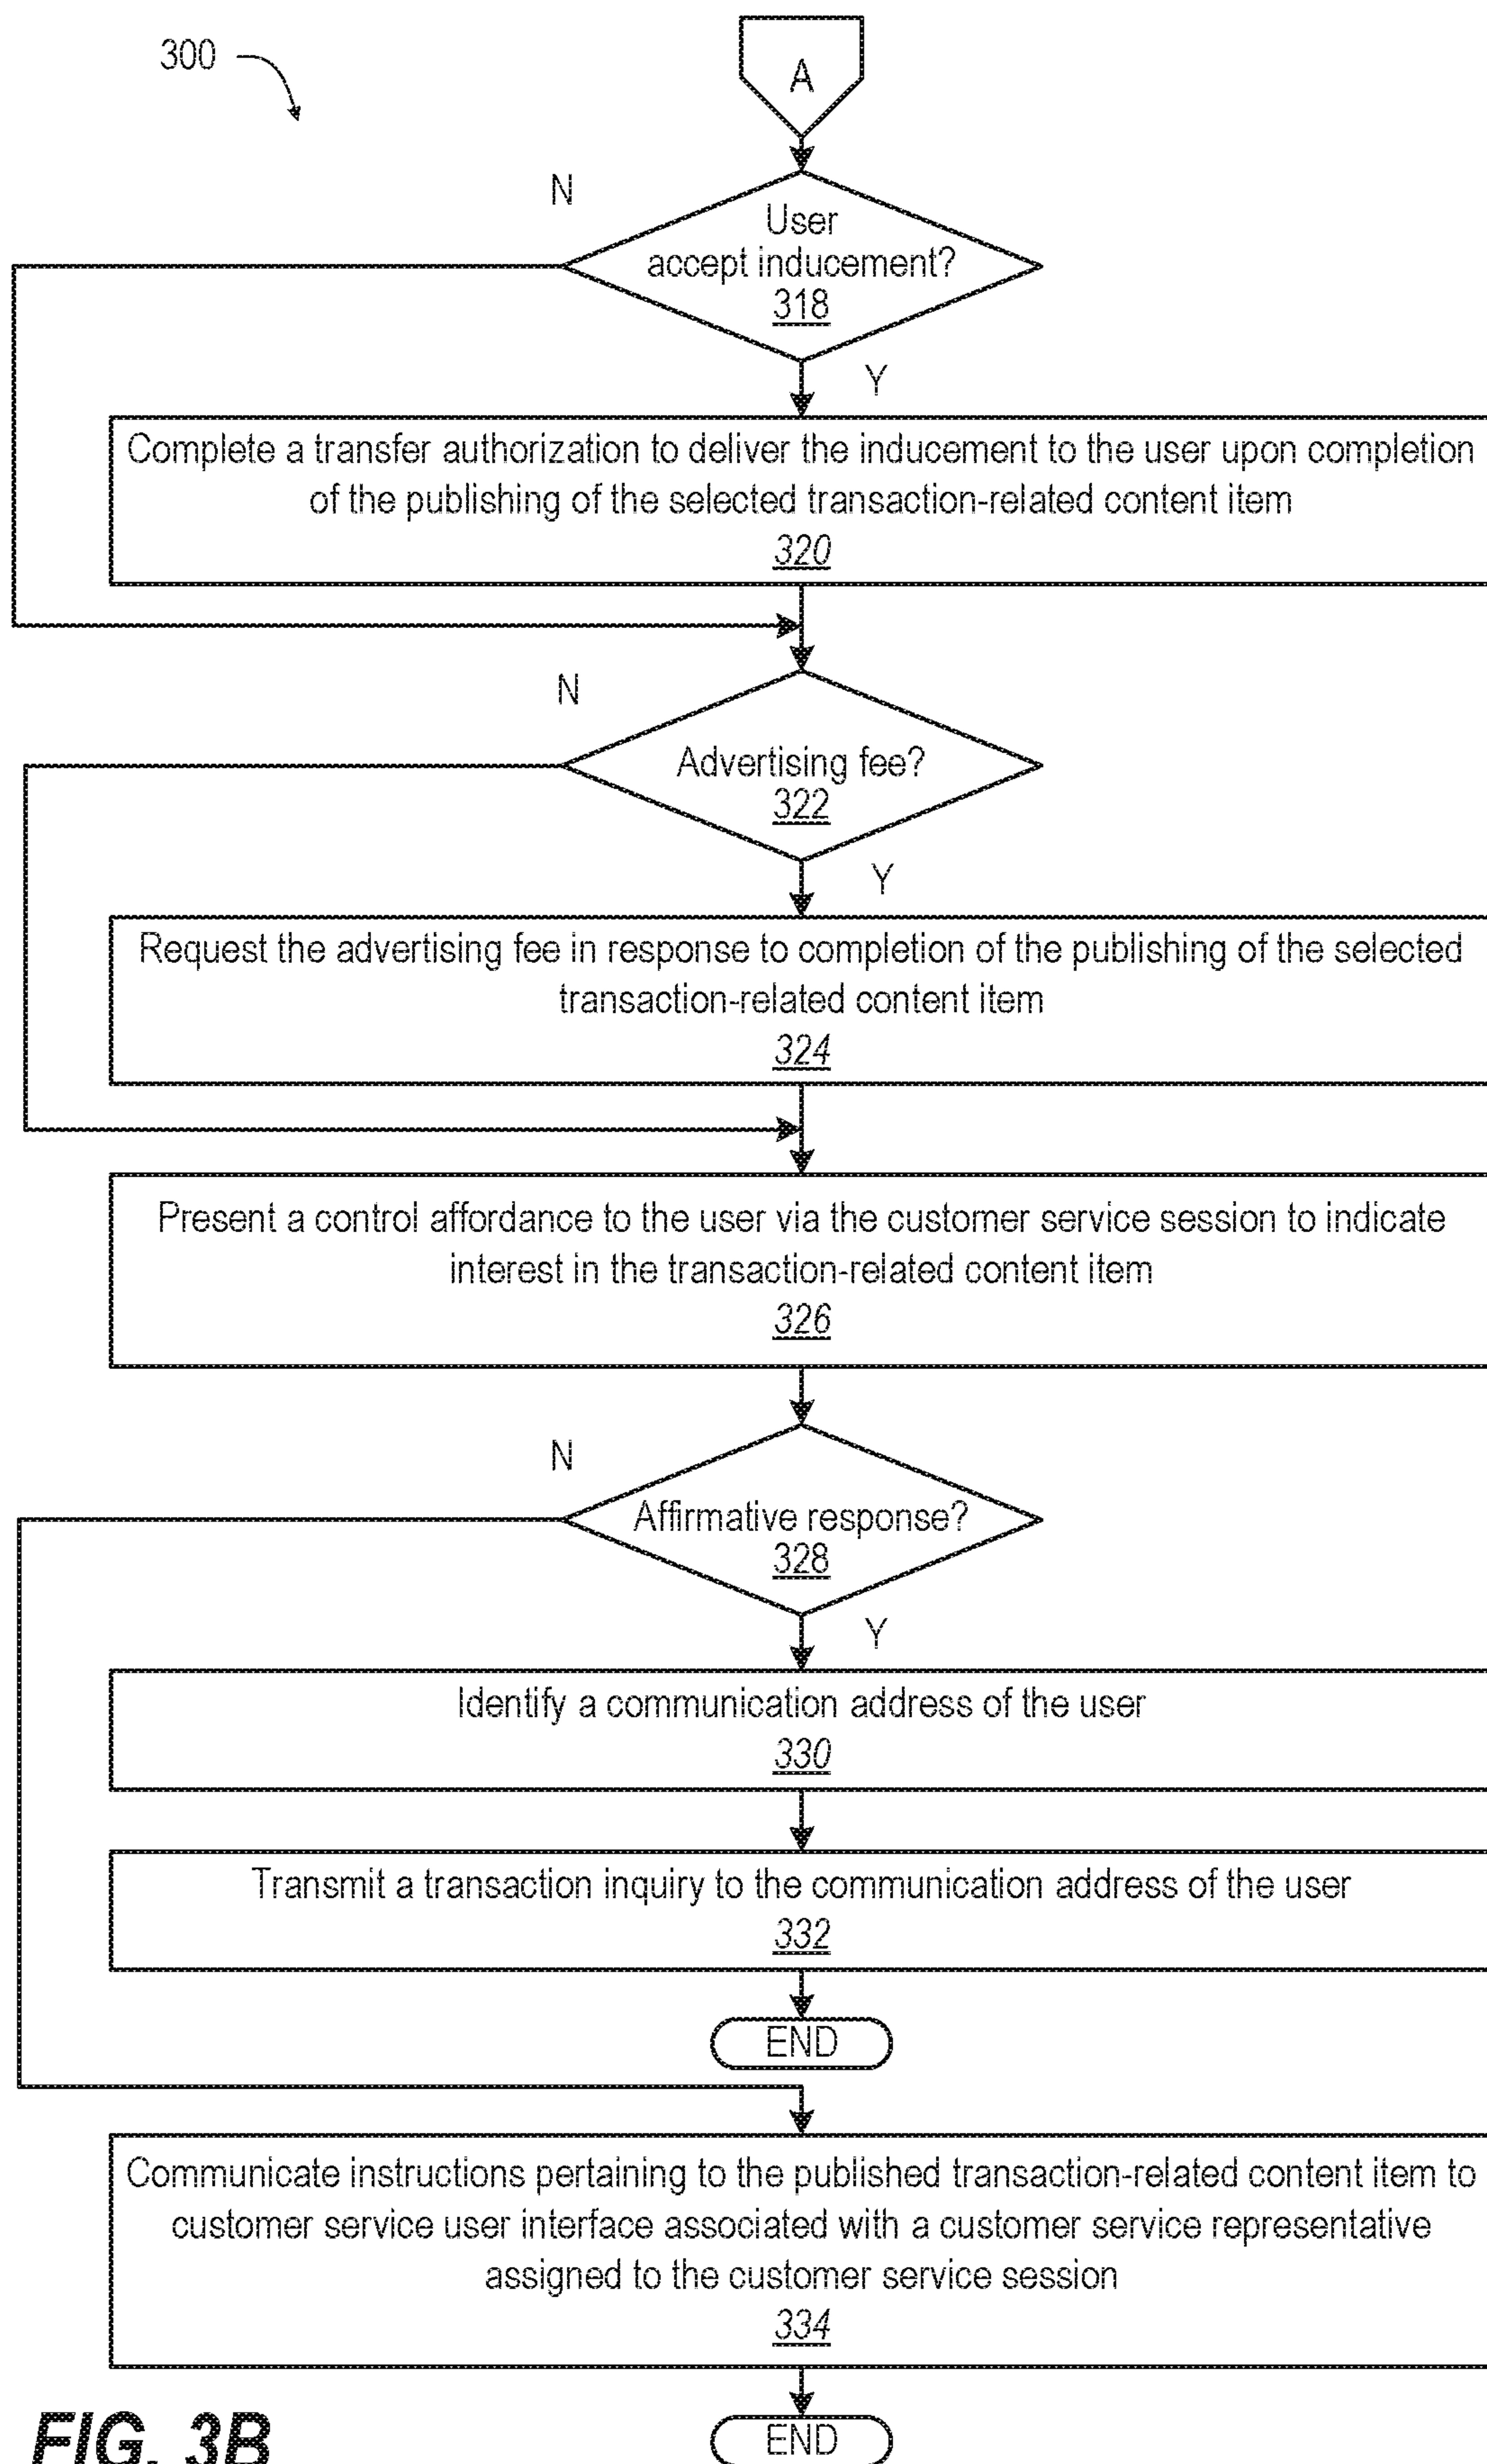 300
A
N
User
accept inducement?
318
Y
Complete a transfer authorization to deliver the inducement to the user upon completion
of the publishing of the selected transaction-related content item
320
N
Advertising fee?
322
Y
Request the advertising fee in response to completion of the publishing of the selected
transaction-related content item
324
Present a control affordance to the user via the customer service session to indicate
interest in the transaction-related content item
326
N
Affirmative response?
328
Y
Identify a communication address of the user
330
Transmit a transaction inquiry to the communication address of the user
332
END
Communicate instructions pertaining to the published transaction-related content item to
customer service user interface associated with a customer service representative
assigned to the customer service session
334
END
FIG. 3B